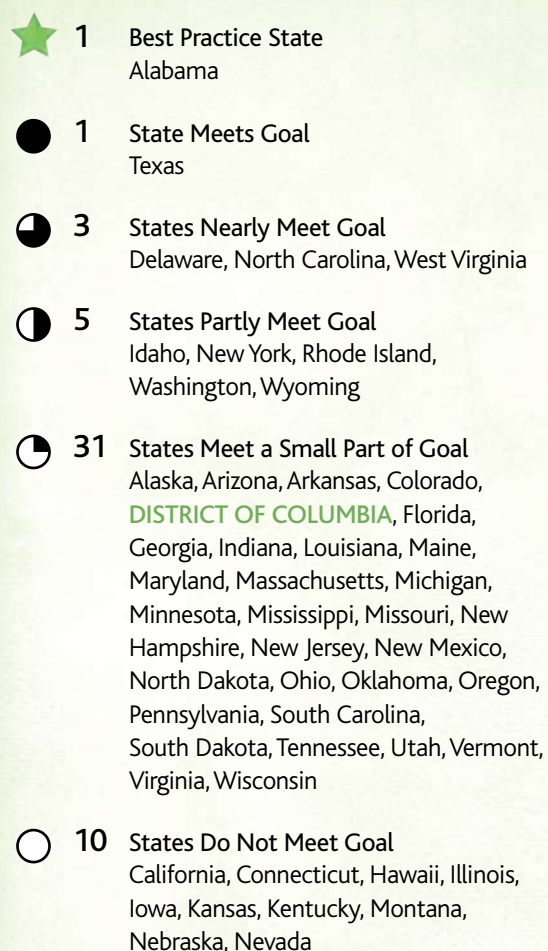 1 Best Practice State
Alabama
1 State Meets Goal
Texas
3 States Nearly Meet Goal
Delaware, North Carolina, West Virginia
5 States Partly Meet Goal
Idaho, New York, Rhode Island,
Washington, Wyoming
31 States Meet a Small Part of Goal
Alaska, Arizona, Arkansas, Colorado,
DISTRICT OF COLUMBIA, Florida,
Georgia, Indiana, Louisiana, Maine,
Maryland, Massachusetts, Michigan,
Minnesota, Mississippi, Missouri, New
Hampshire, New Jersey, New Mexico,
North Dakota, Ohio, Oklahoma, Oregon,
Pennsylvania, South Carolina,
South Dakota, Tennessee, Utah, Vermont,
Virginia, Wisconsin
10 States Do Not Meet Goal
California, Connecticut, Hawaii, Illinois,
Iowa, Kansas, Kentucky, Montana,
Nebraska, Nevada